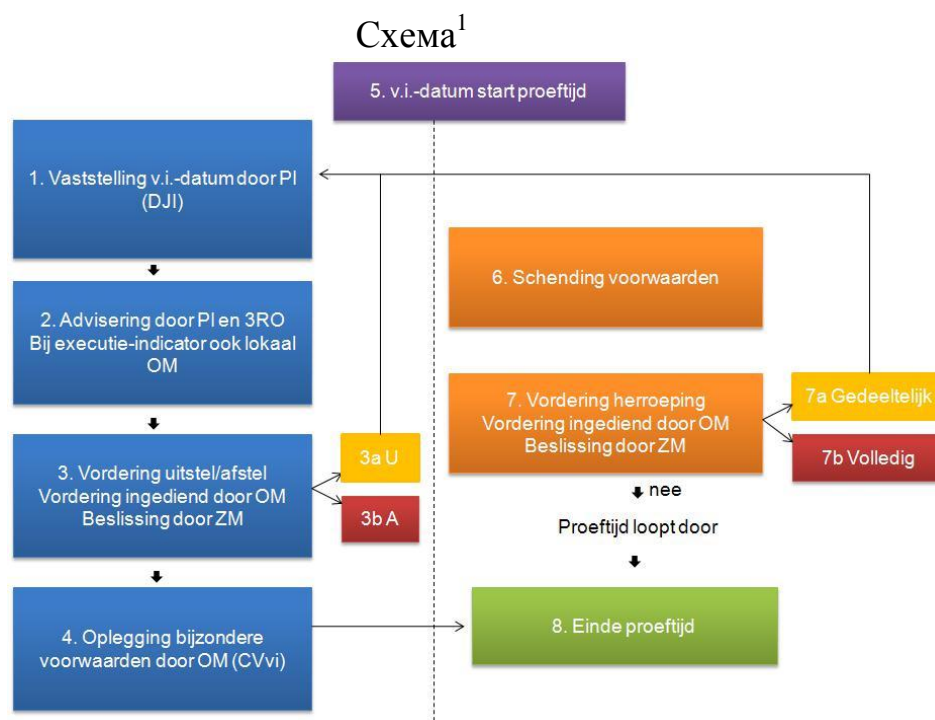 Схема¹
5. v.i.-datum start proeftijd
1. Vaststelling v.i.-datum door PI
(DJI)
2. Advisering door PI en 3RO
Bij executie-indicator ook lokaal
OM
3. Vordering uitstel/afstel
Vordering ingediend door OM
Beslissing door ZM
3a U
3b A
4. Oplegging bijzondere
voorwaarden door OM (CVvi)
6. Schending voorwaarden
7. Vordering herroeping
Vordering ingediend door OM
Beslissing door ZM
7a Gedeeltelijk
7b Volledig
nee
Proeftijd loopt door
8. Einde proeftijd